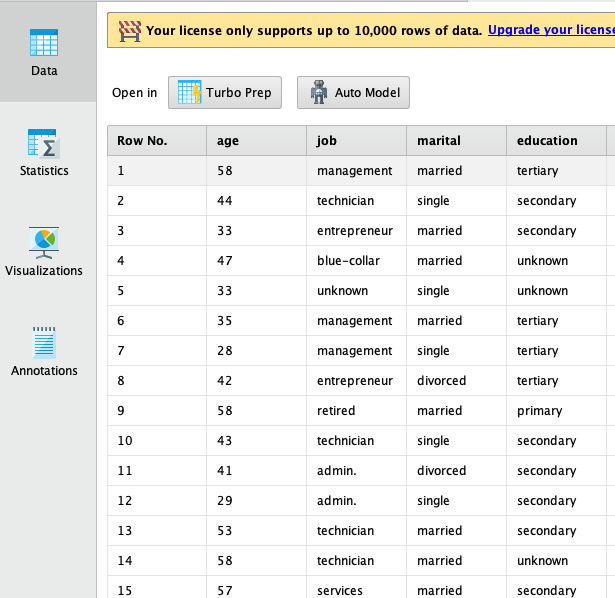 Your license only supports up to 10,000 rows of data. Upgrade your license
Data
Open in Turbo Prep Auto Model
Row No. age job marital education
1 58 management married tertiary
Statistics
2 44 technician single secondary
3 33 entrepreneur married secondary
Visualizations
4 47 blue-collar married unknown
5 33 unknown single unknown
6 35 management married tertiary
7 28 management single tertiary
Annotations
8 42 entrepreneur divorced tertiary
9 58 retired married primary
10 43 technician single secondary
11 41 admin. divorced secondary
12 29 admin. single secondary
13 53 technician married secondary
14 58 technician married unknown
15 57 services married secondary